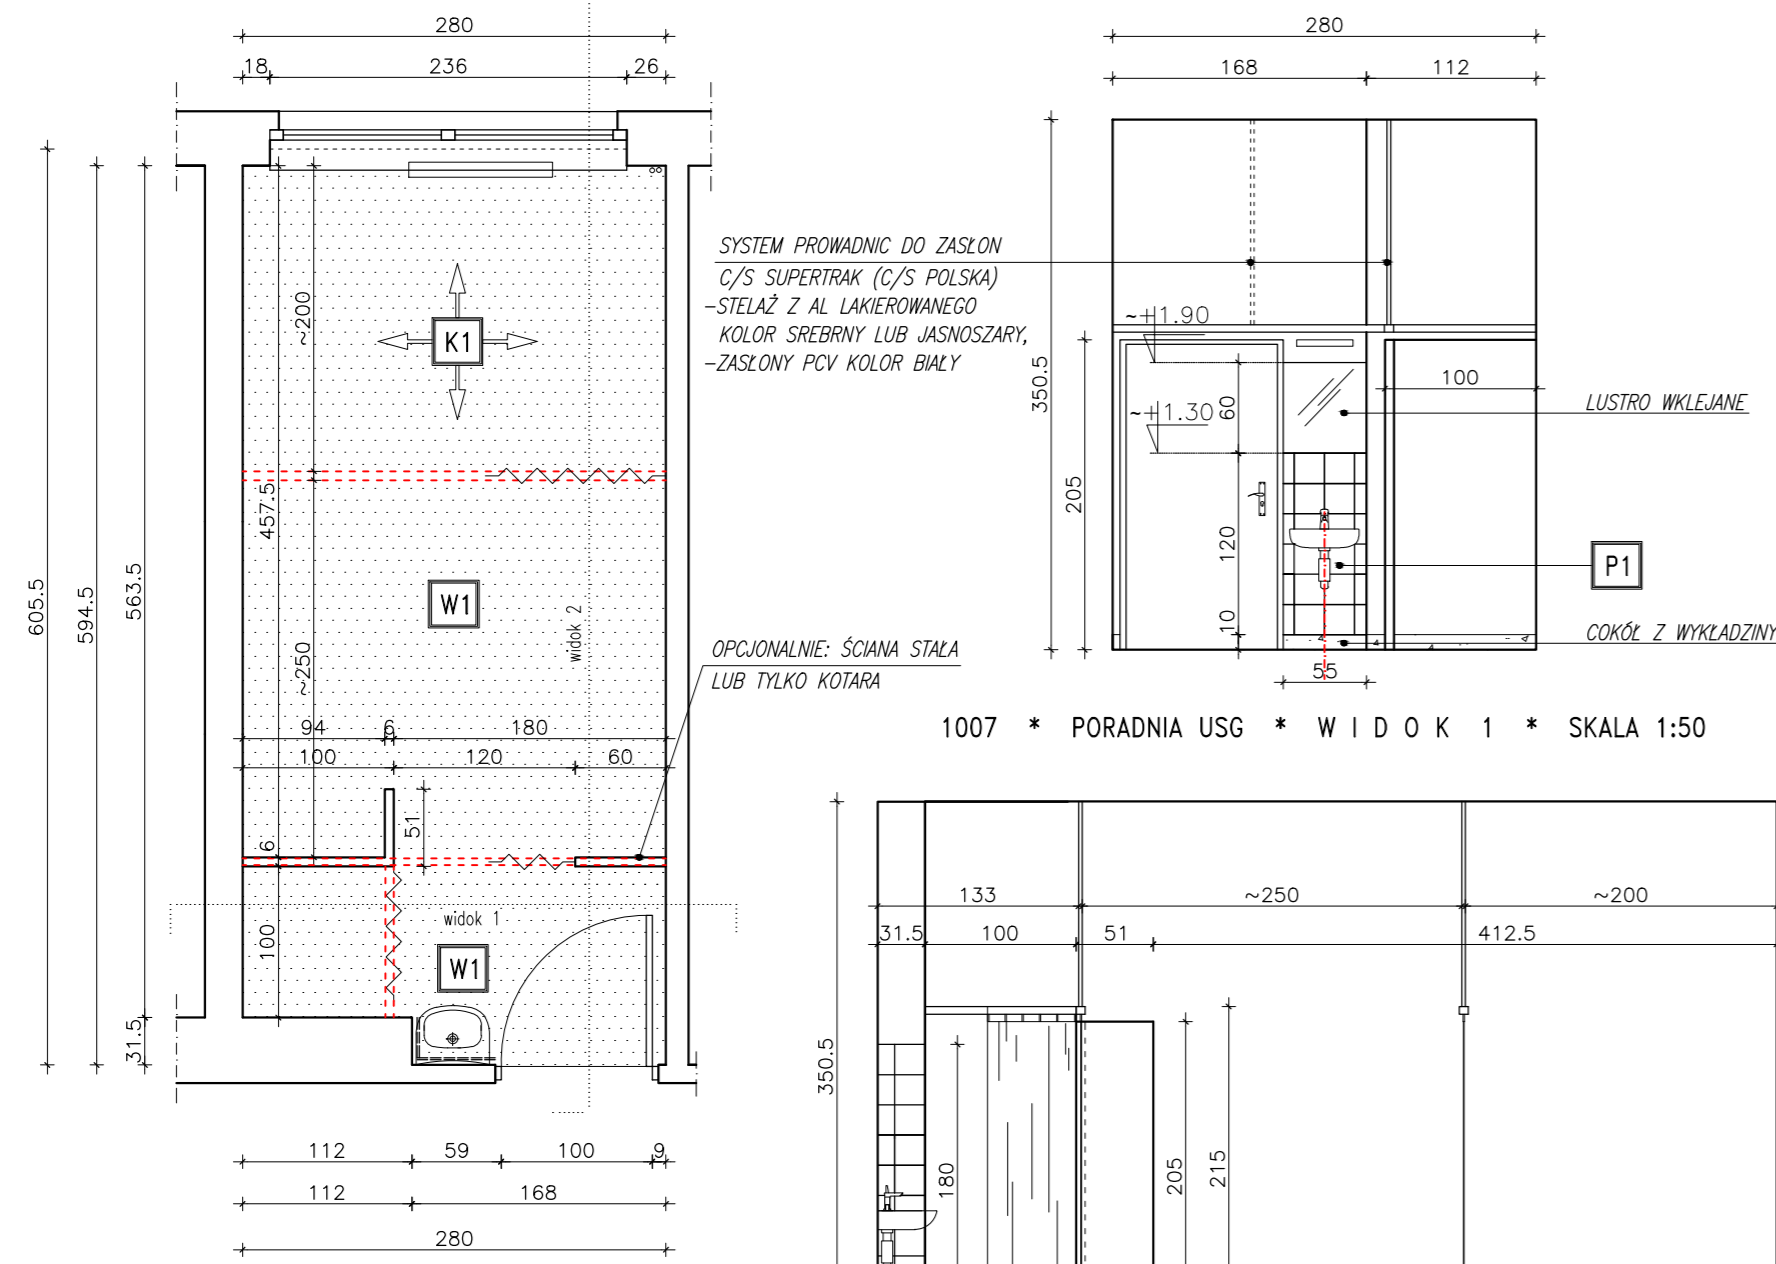 280
18 236 26
605.5
594.5
563.5
457.5
~200
K1
W1
widok 2
~250
94 6 180
100 120 60
51
6
100
31.5
widok 1
W1
112 59 100 9
112 168
280
SYSTEM PROWADNIC DO ZASŁON
C/S SUPERTRAK (C/S POLSKA)
-STELAŻ Z AL LAKIEROWANEGO
KOLOR SREBRNY LUB JASNOSZARY,
-ZASŁONY PCV KOLOR BIAŁY
OPCJONALNIE: ŚCIANA STAŁA
LUB TYLKO KOTARA
280
168 112
350.5
205
~+1.90
~+1.30
60
120
10
55
100
LUSTRO WKLEJANE
P1
COKÓŁ Z WYKŁADZINY
1007 * PORADNIA USG * W I D O K 1 * SKALA 1:50
133 ~250 ~200
31.5 100 51 412.5
350.5
180
205
215